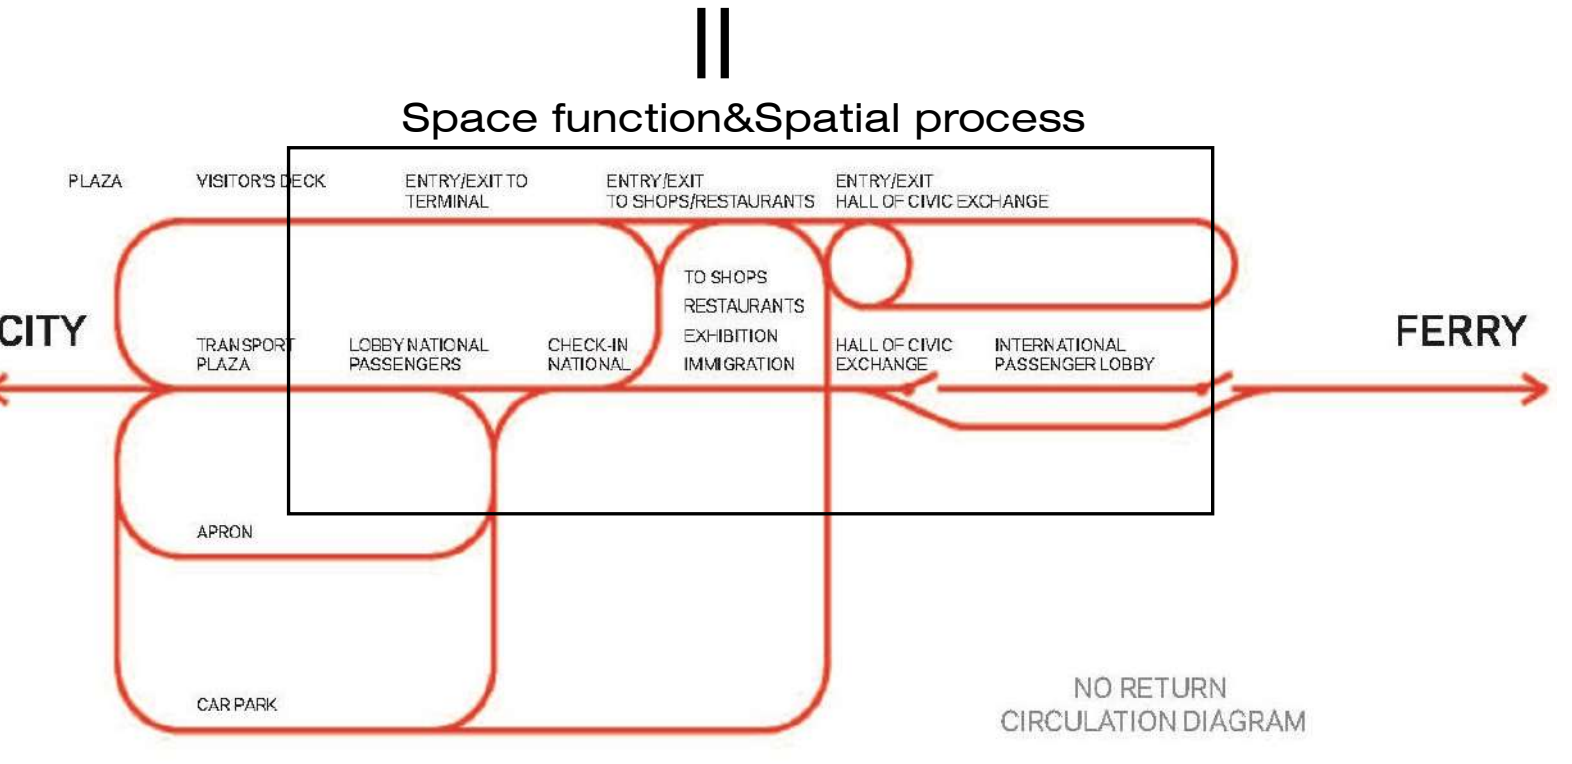 Space function&Spatial process
PLAZA
VISITOR'S DECK
ENTRY/EXIT TO
TERMINAL
ENTRY/EXIT
TO SHOPS/RESTAURANTS
ENTRY/EXIT
HALL OF CIVIC EXCHANGE
TO SHOPS
RESTAURANTS
EXHIBITION
IMMIGRATION
CITY
TRANSPORT
PLAZA
LOBBY NATIONAL
PASSENGERS
CHECK-IN
NATIONAL
HALL OF CIVIC
EXCHANGE
INTERNATIONAL
PASSENGER LOBBY
FERRY
APRON
CAR PARK
NO RETURN
CIRCULATION DIAGRAM